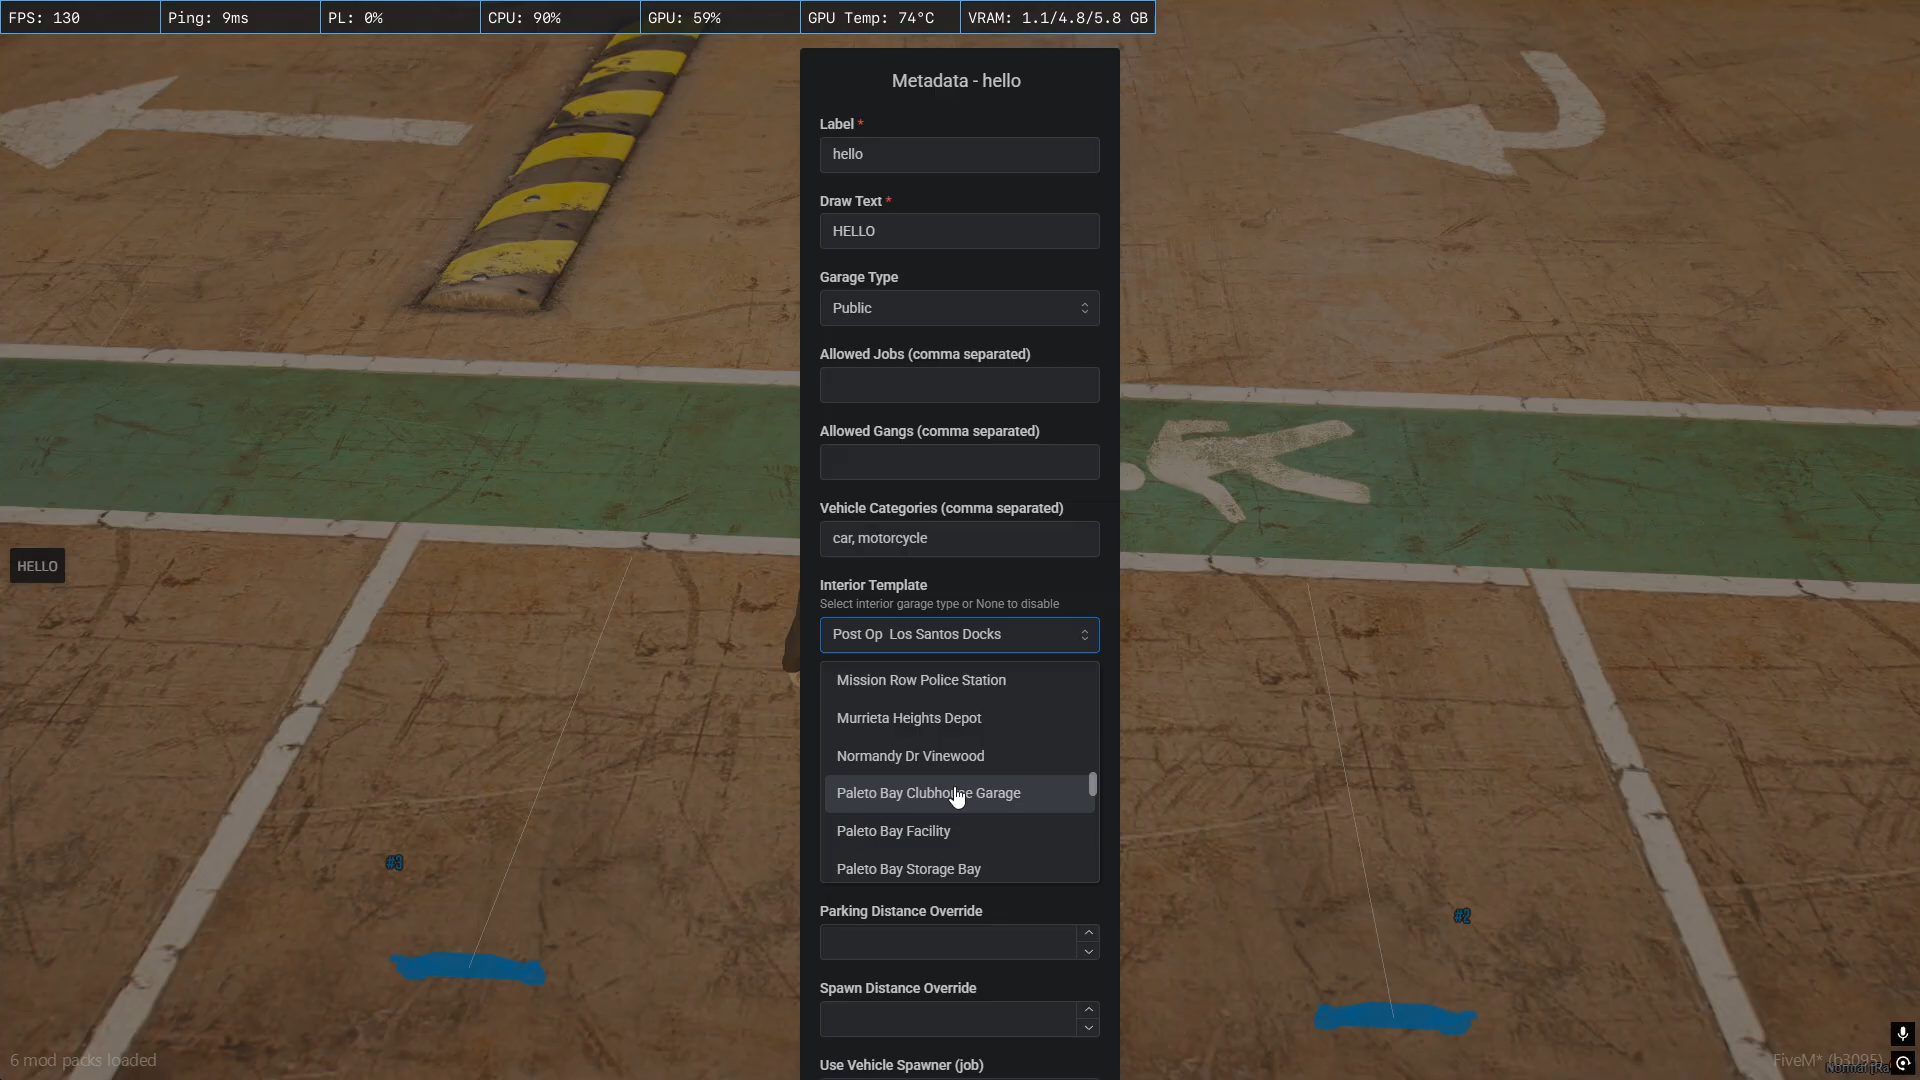 FPS: 130
Ping: 9ms
PL: 0%
CPU: 90%
GPU: 59%
GPU Temp: 74°C
VRAM: 1.1/4.8/5.8 GB
Metadata - hello
Label *
hello
Draw Text *
HELLO
Garage Type
Public
Allowed Jobs (comma separated)
Allowed Gangs (comma separated)
Vehicle Categories (comma separated)
car, motorcycle
HELLO
Interior Template
Select interior garage type or None to disable
Post Op  Los Santos Docks
Mission Row Police Station
Murrieta Heights Depot
Normandy Dr Vinewood
Paleto Bay Clubhouse Garage
Paleto Bay Facility
Paleto Bay Storage Bay
#3
#2
Parking Distance Override
Spawn Distance Override
Use Vehicle Spawner (job)
6 mod packs loaded
FiveM* (b3095)